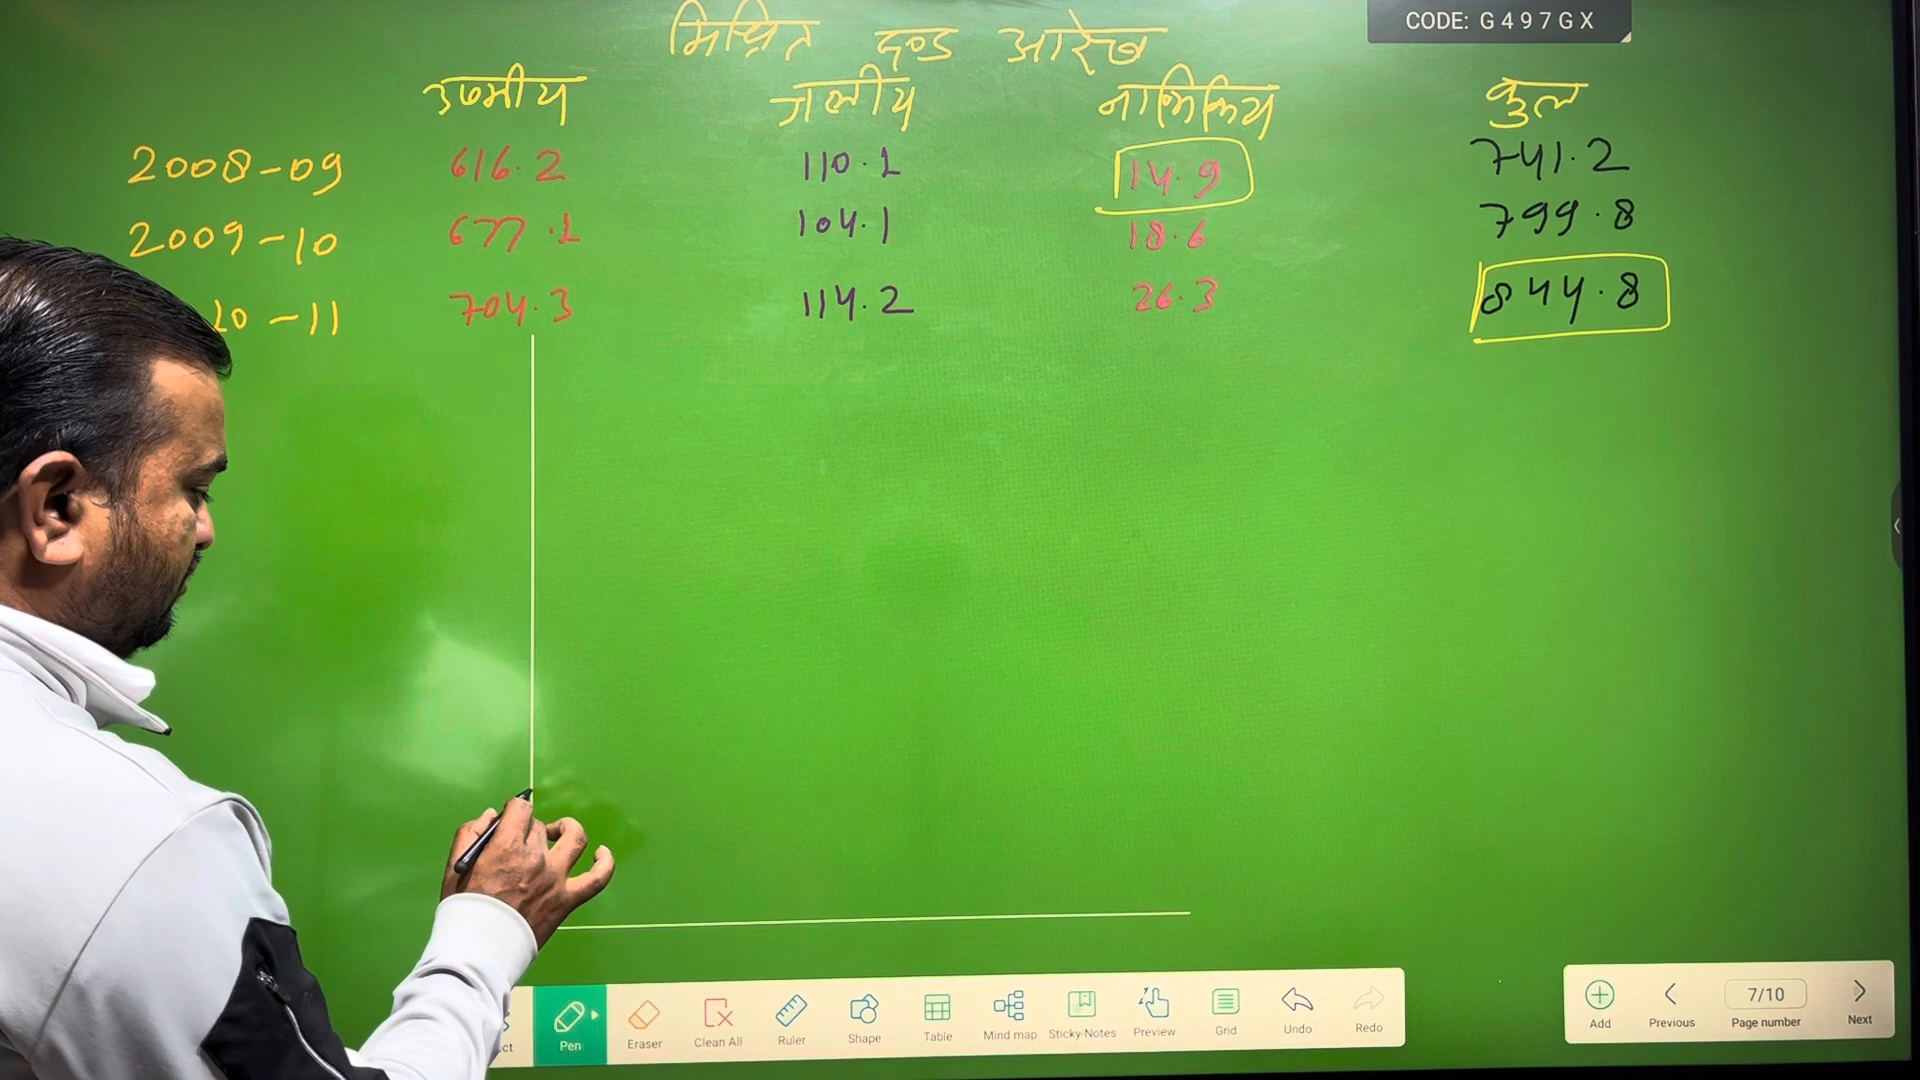 CODE: G497GX
मिश्रित दण्ड आरेख
उष्मीय जलीय नाभिकिय कुल
2008-09 616.2 110.1 14.9 741.2
2009-10 677.1 104.1 18.6 799.8
10-11 704.3 114.2 26.3 844.8
ct Pen Eraser Clean All Ruler Shape Table Mind map Sticky-Notes Preview Grid Undo Redo
Add Previous 7/10 Page number Next